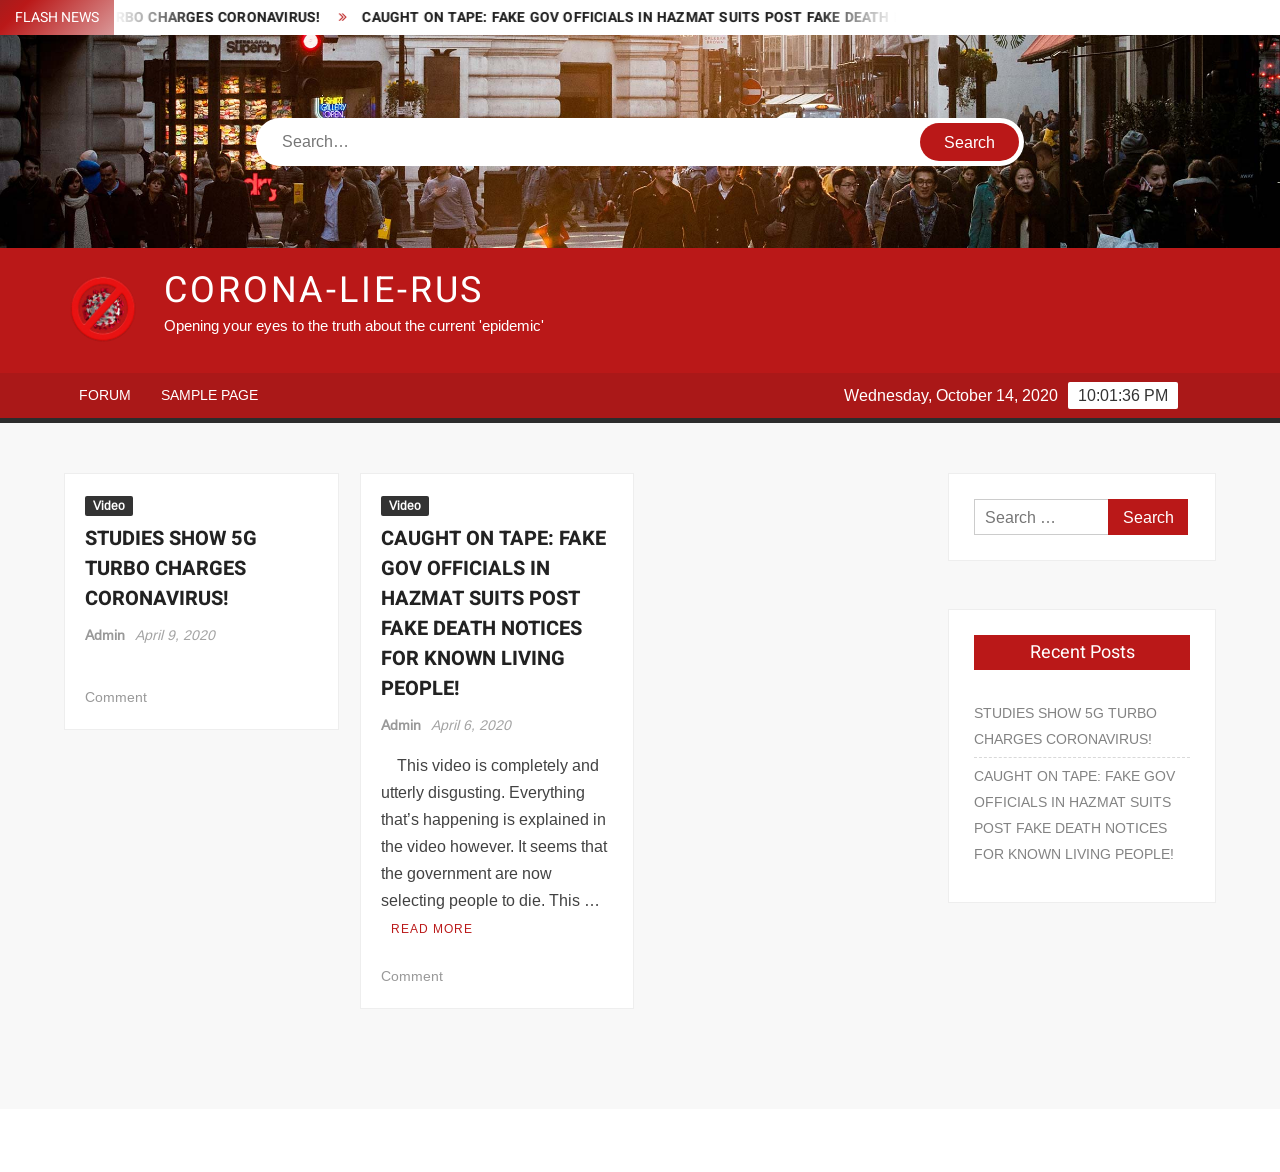 FLASH NEWS
RBO CHARGES CORONAVIRUS!
CAUGHT ON TAPE: FAKE GOV OFFICIALS IN HAZMAT SUITS POST FAKE DEATH
Superdry
Search…
Search
CORONA-LIE-RUS
Opening your eyes to the truth about the current 'epidemic'
FORUM
SAMPLE PAGE
Wednesday, October 14, 2020
10:01:36 PM
Video
STUDIES SHOW 5G
TURBO CHARGES
CORONAVIRUS!
Admin April 9, 2020
Comment
Video
CAUGHT ON TAPE: FAKE
GOV OFFICIALS IN
HAZMAT SUITS POST
FAKE DEATH NOTICES
FOR KNOWN LIVING
PEOPLE!
Admin April 6, 2020
This video is completely and
utterly disgusting. Everything
that’s happening is explained in
the video however. It seems that
the government are now
selecting people to die. This …
READ MORE
Comment
Search …
Search
Recent Posts
STUDIES SHOW 5G TURBO
CHARGES CORONAVIRUS!
CAUGHT ON TAPE: FAKE GOV
OFFICIALS IN HAZMAT SUITS
POST FAKE DEATH NOTICES
FOR KNOWN LIVING PEOPLE!